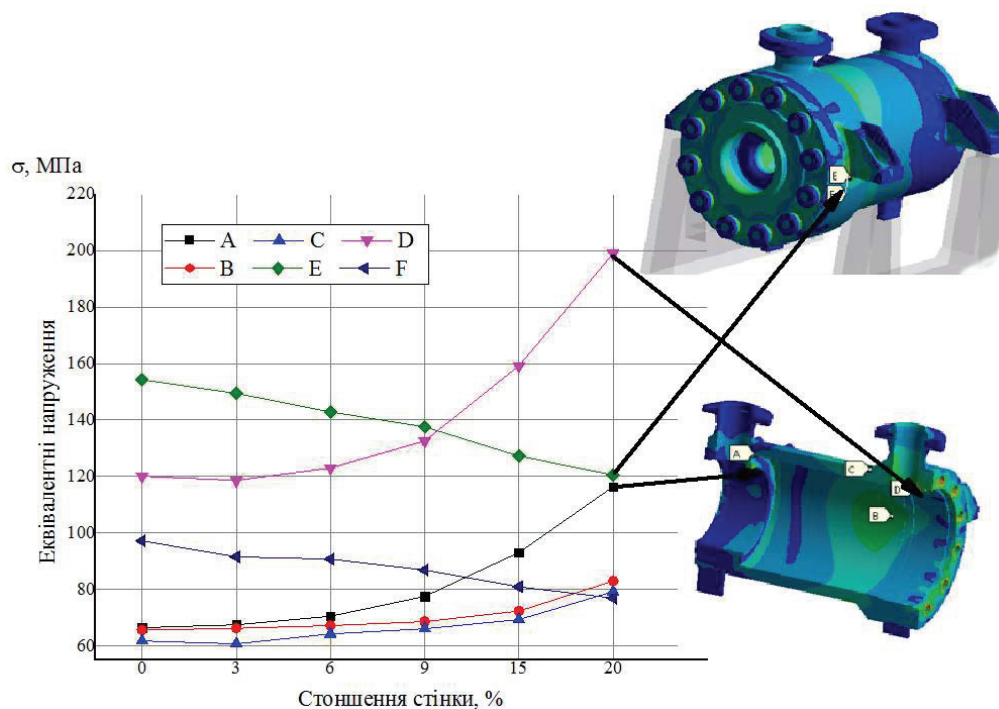 σ, МПа
220
200
180
160
140
120
100
80
60
Еквівалентні напруження
A C D
B E F
0 3 6 9 15 20
Стоншення стінки, %
E
F
A
C
D
B